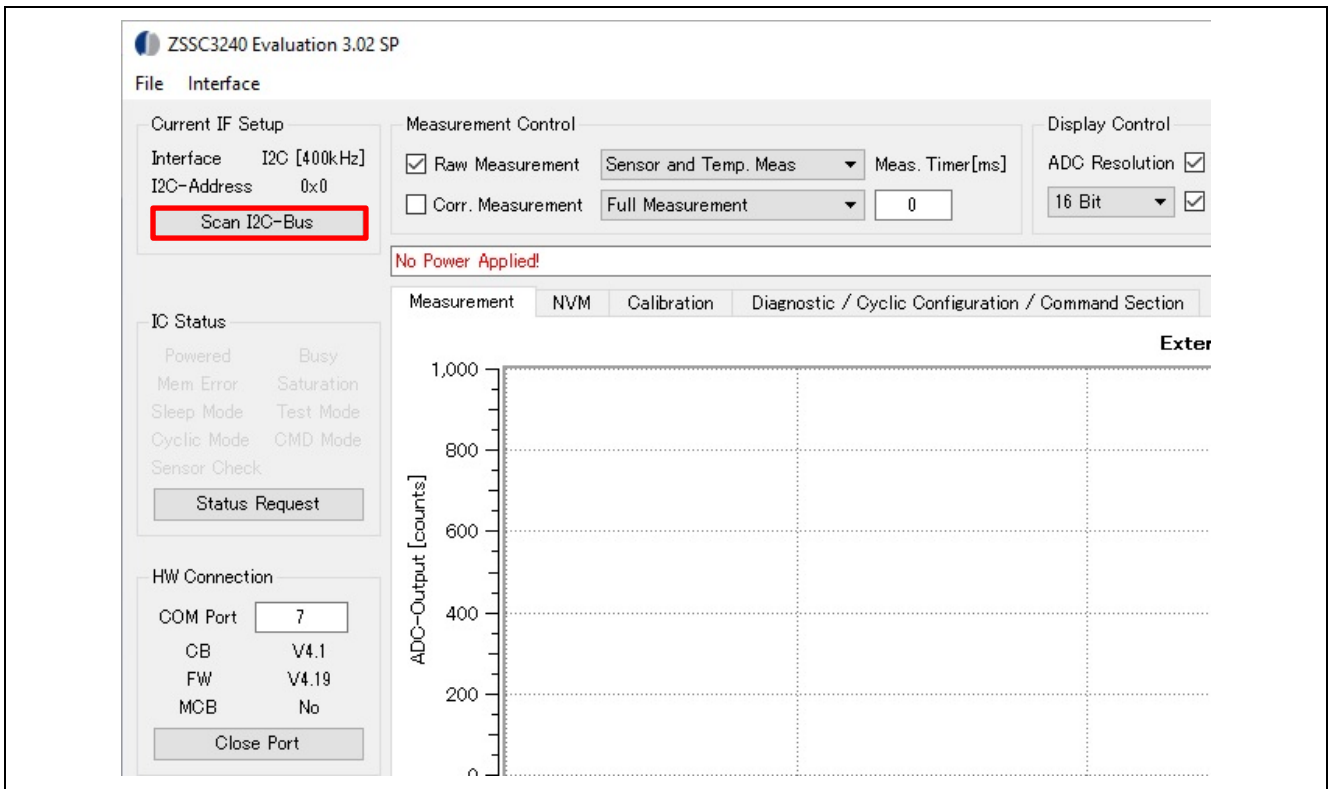 ZSSC3240 Evaluation 3.02 SP
File Interface
Current IF Setup
Interface I2C [400kHz]
I2C-Address 0x0
Scan I2C-Bus
Measurement Control
Raw Measurement Sensor and Temp. Meas Meas. Timer[ms]
Corr. Measurement Full Measurement 0
Display Control
ADC Resolution
16 Bit
No Power Applied!
Measurement NVM Calibration Diagnostic / Cyclic Configuration / Command Section
IC Status
Powered Busy
Mem Error Saturation
Sleep Mode Test Mode
Cyclic Mode CMD Mode
Sensor Check
Status Request
HW Connection
COM Port 7
CB V4.1
FW V4.19
MCB No
Close Port
Exter
ADC-Output [counts]
1,000
800
600
400
200
0